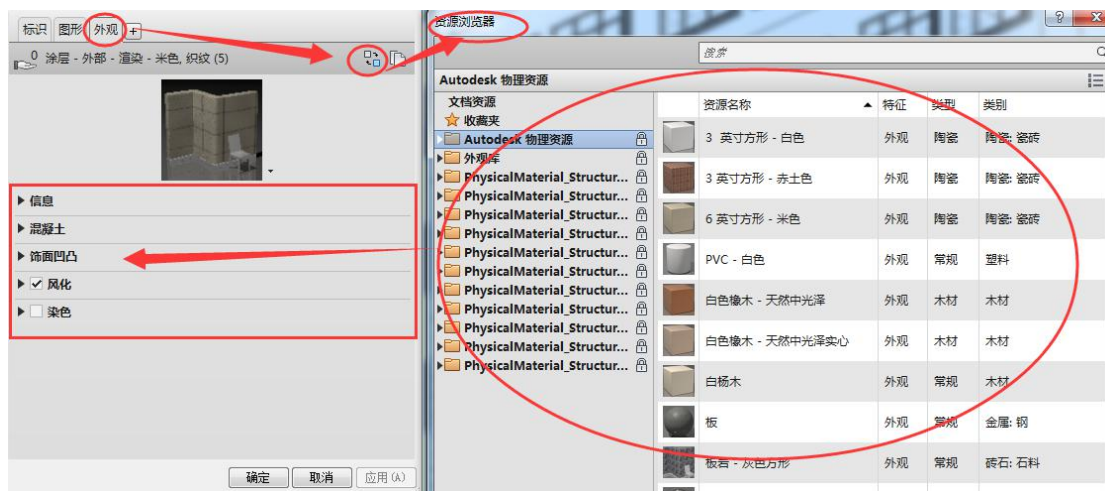 标识 图形 外观 +
0 涂层 - 外部 - 渲染 - 米色, 织纹 (5)
信息
混凝土
饰面凹凸
风化
染色
确定 取消 应用(A)
资源浏览器
搜索
Autodesk 物理资源
文档资源
收藏夹
Autodesk 物理资源
外观库
PhysicalMaterial_Structur...
PhysicalMaterial_Structur...
PhysicalMaterial_Structur...
PhysicalMaterial_Structur...
PhysicalMaterial_Structur...
PhysicalMaterial_Structur...
PhysicalMaterial_Structur...
PhysicalMaterial_Structur...
PhysicalMaterial_Structur...
PhysicalMaterial_Structur...
PhysicalMaterial_Structur...
资源名称 特征 类型 类别
3 英寸方形 - 白色 外观 陶瓷 陶瓷: 瓷砖
3 英寸方形 - 赤土色 外观 陶瓷 陶瓷: 瓷砖
6 英寸方形 - 米色 外观 陶瓷 陶瓷: 瓷砖
PVC - 白色 外观 常规 塑料
白色橡木 - 天然中光泽 外观 木材 木材
白色橡木 - 天然中光泽实心 外观 木材 木材
白杨木 外观 常规 木材
板 外观 常规 金属: 钢
板岩 - 灰色方形 外观 常规 砖石: 石料